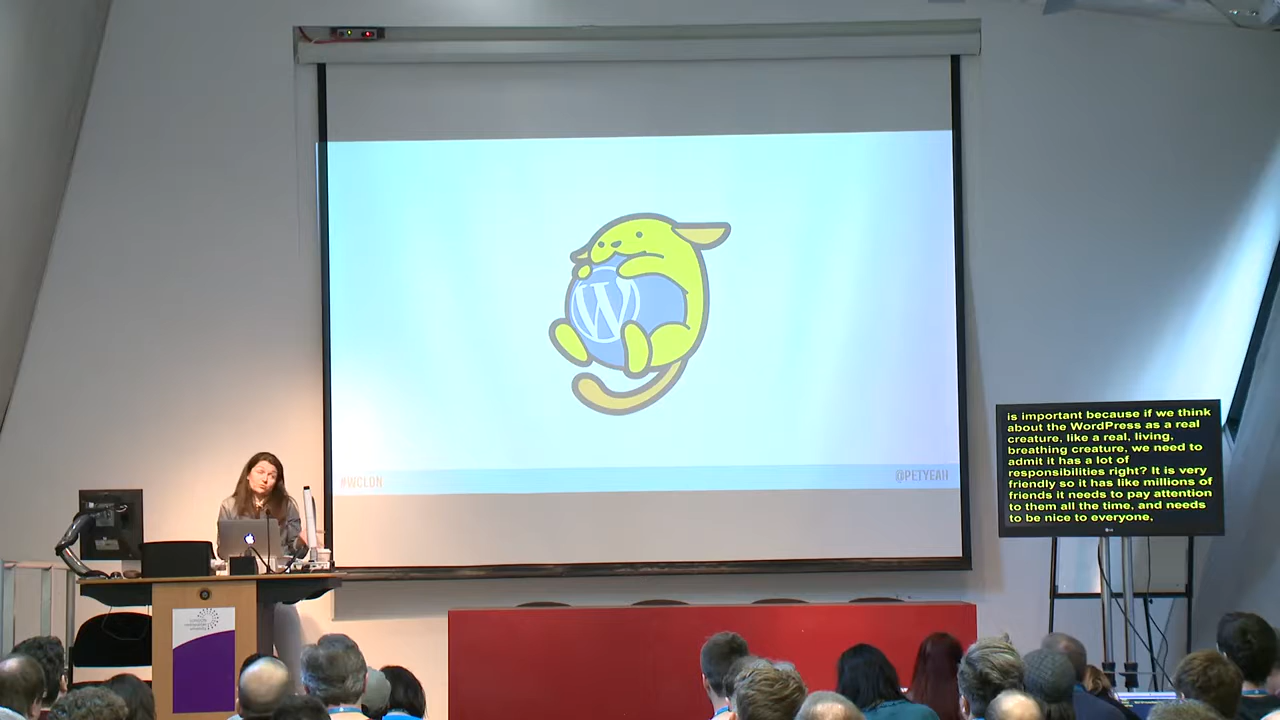 W
#WCLDN
@PETYEAH
is important because if we think
about the WordPress as a real
creature, like a real, living,
breathing creature, we need to
admit it has a lot of
responsibilities right? It is very
friendly so it has like millions of
friends it needs to pay attention
to them all the time, and needs
to be nice to everyone,